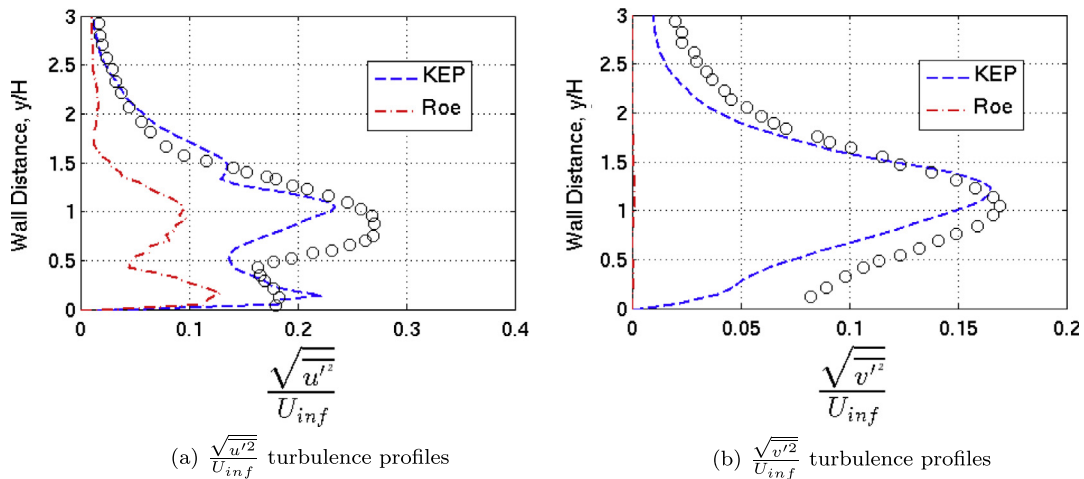 3
2.5
2
1.5
1
0.5
0
Wall Distance, y/H
KEP
Roe
0 0.1 0.2 0.3 0.4
√u'² / U_inf
(a) √u'2 / U_inf turbulence profiles
3
2.5
2
1.5
1
0.5
0
Wall Distance, y/H
KEP
Roe
0 0.05 0.1 0.15 0.2
√v'² / U_inf
(b) √v'2 / U_inf turbulence profiles